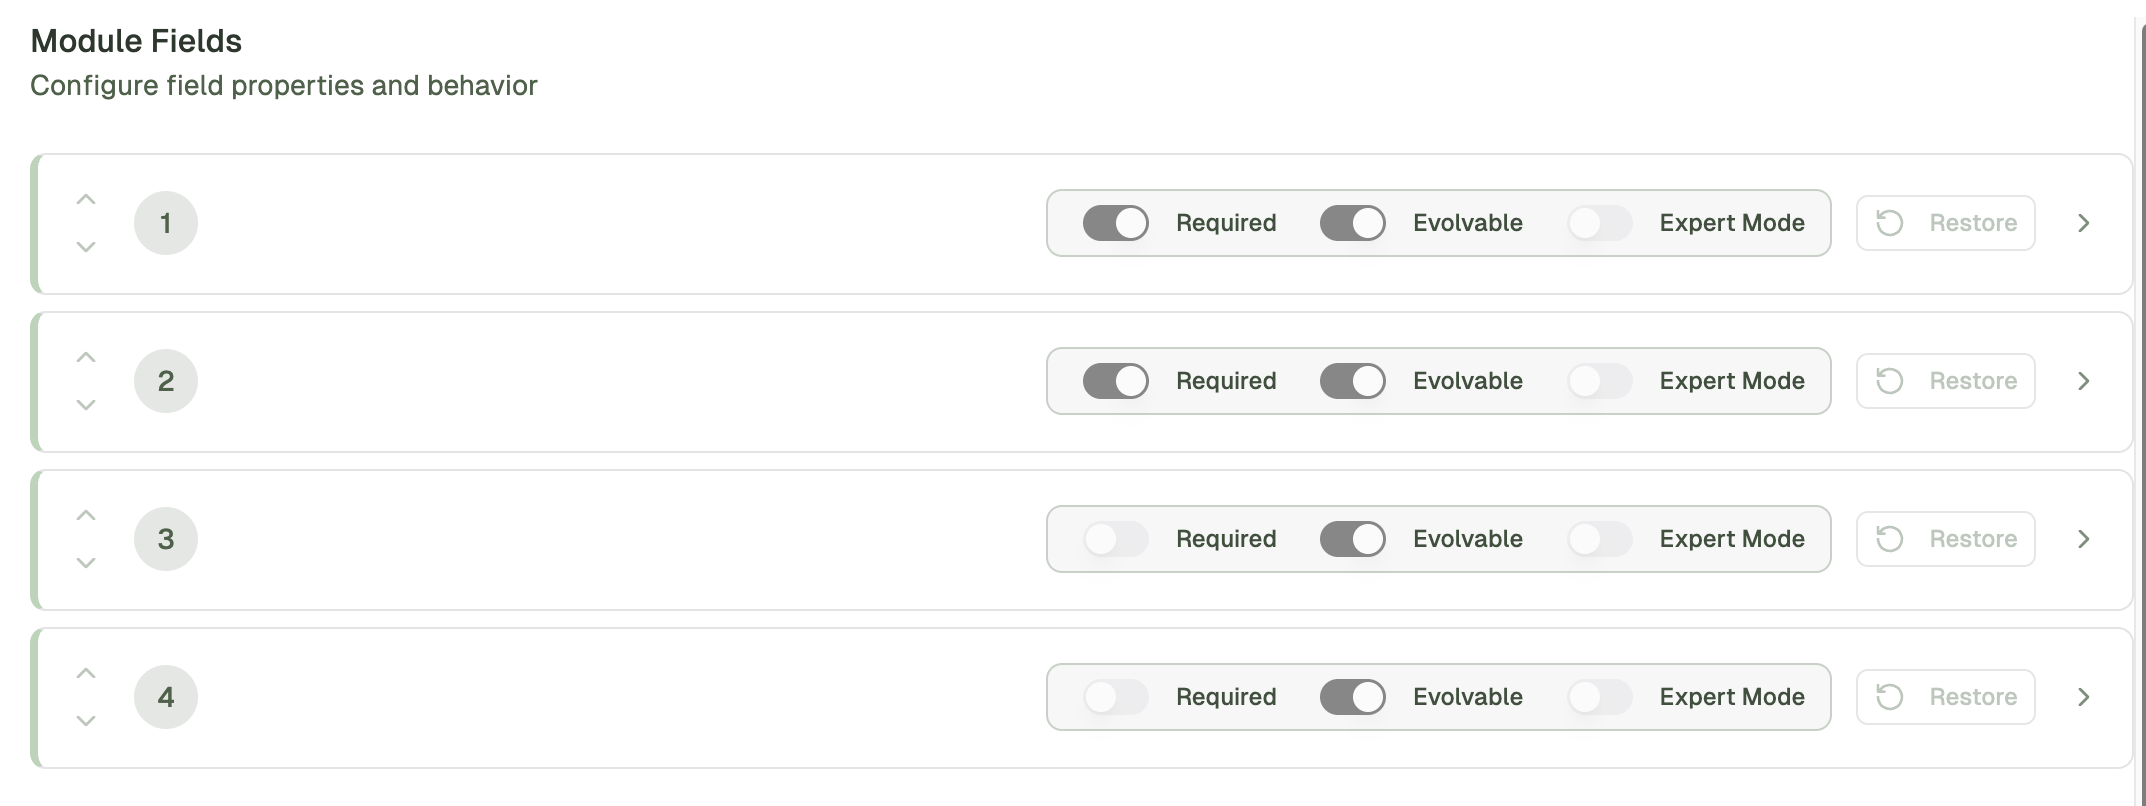 Module Fields
Configure field properties and behavior
1 Required Evolvable Expert Mode Restore
2 Required Evolvable Expert Mode Restore
3 Required Evolvable Expert Mode Restore
4 Required Evolvable Expert Mode Restore